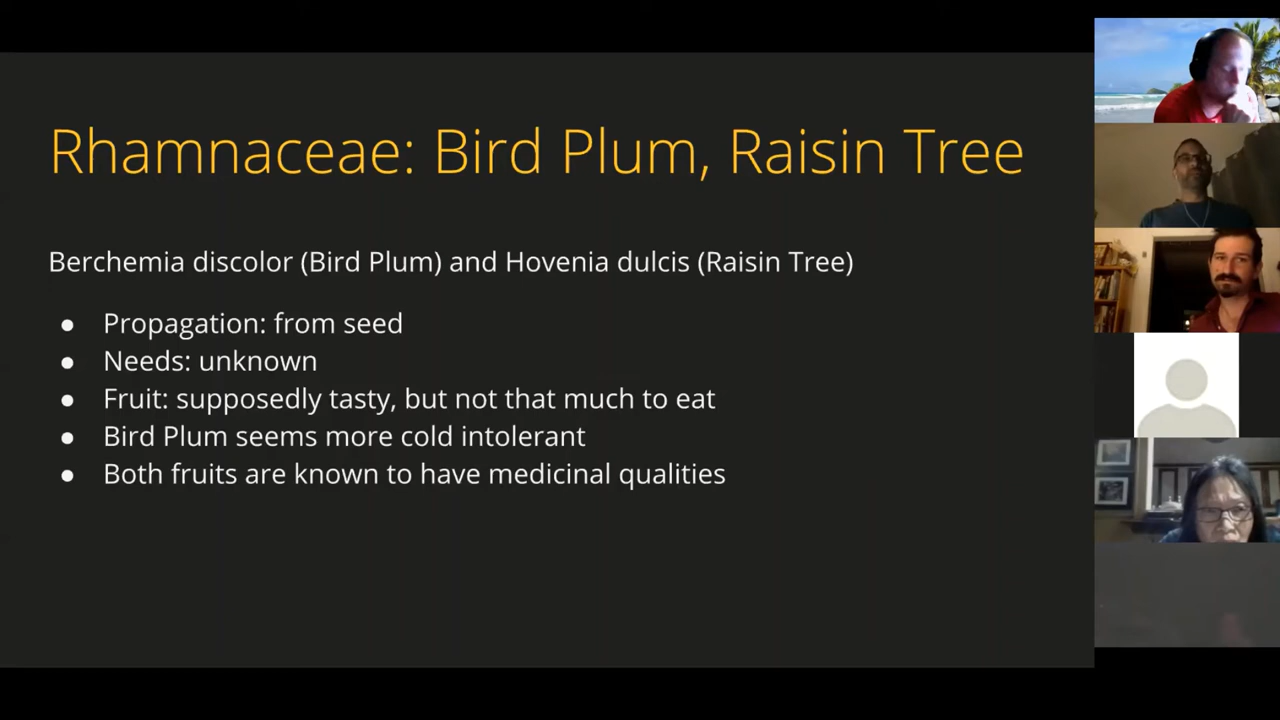 Rhamnaceae: Bird Plum, Raisin Tree
Berchemia discolor (Bird Plum) and Hovenia dulcis (Raisin Tree)
● Propagation: from seed
● Needs: unknown
● Fruit: supposedly tasty, but not that much to eat
● Bird Plum seems more cold intolerant
● Both fruits are known to have medicinal qualities